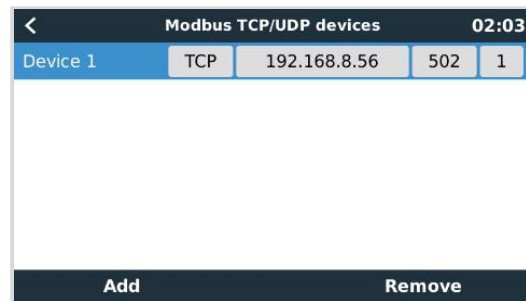 Modbus TCP/UDP devices 02:03
Device 1 TCP 192.168.8.56 502 1
Add Remove